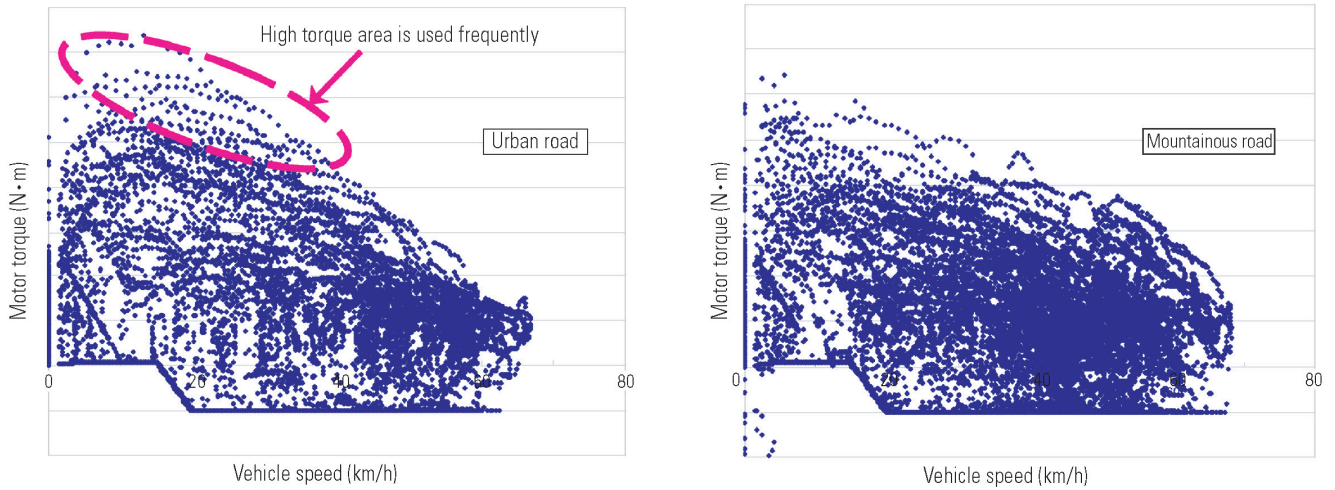 High torque area is used frequently
Urban road
Motor torque (N•m)
0
20
40
60
80
Vehicle speed (km/h)
Mountainous road
Motor torque (N•m)
0
20
40
60
80
Vehicle speed (km/h)